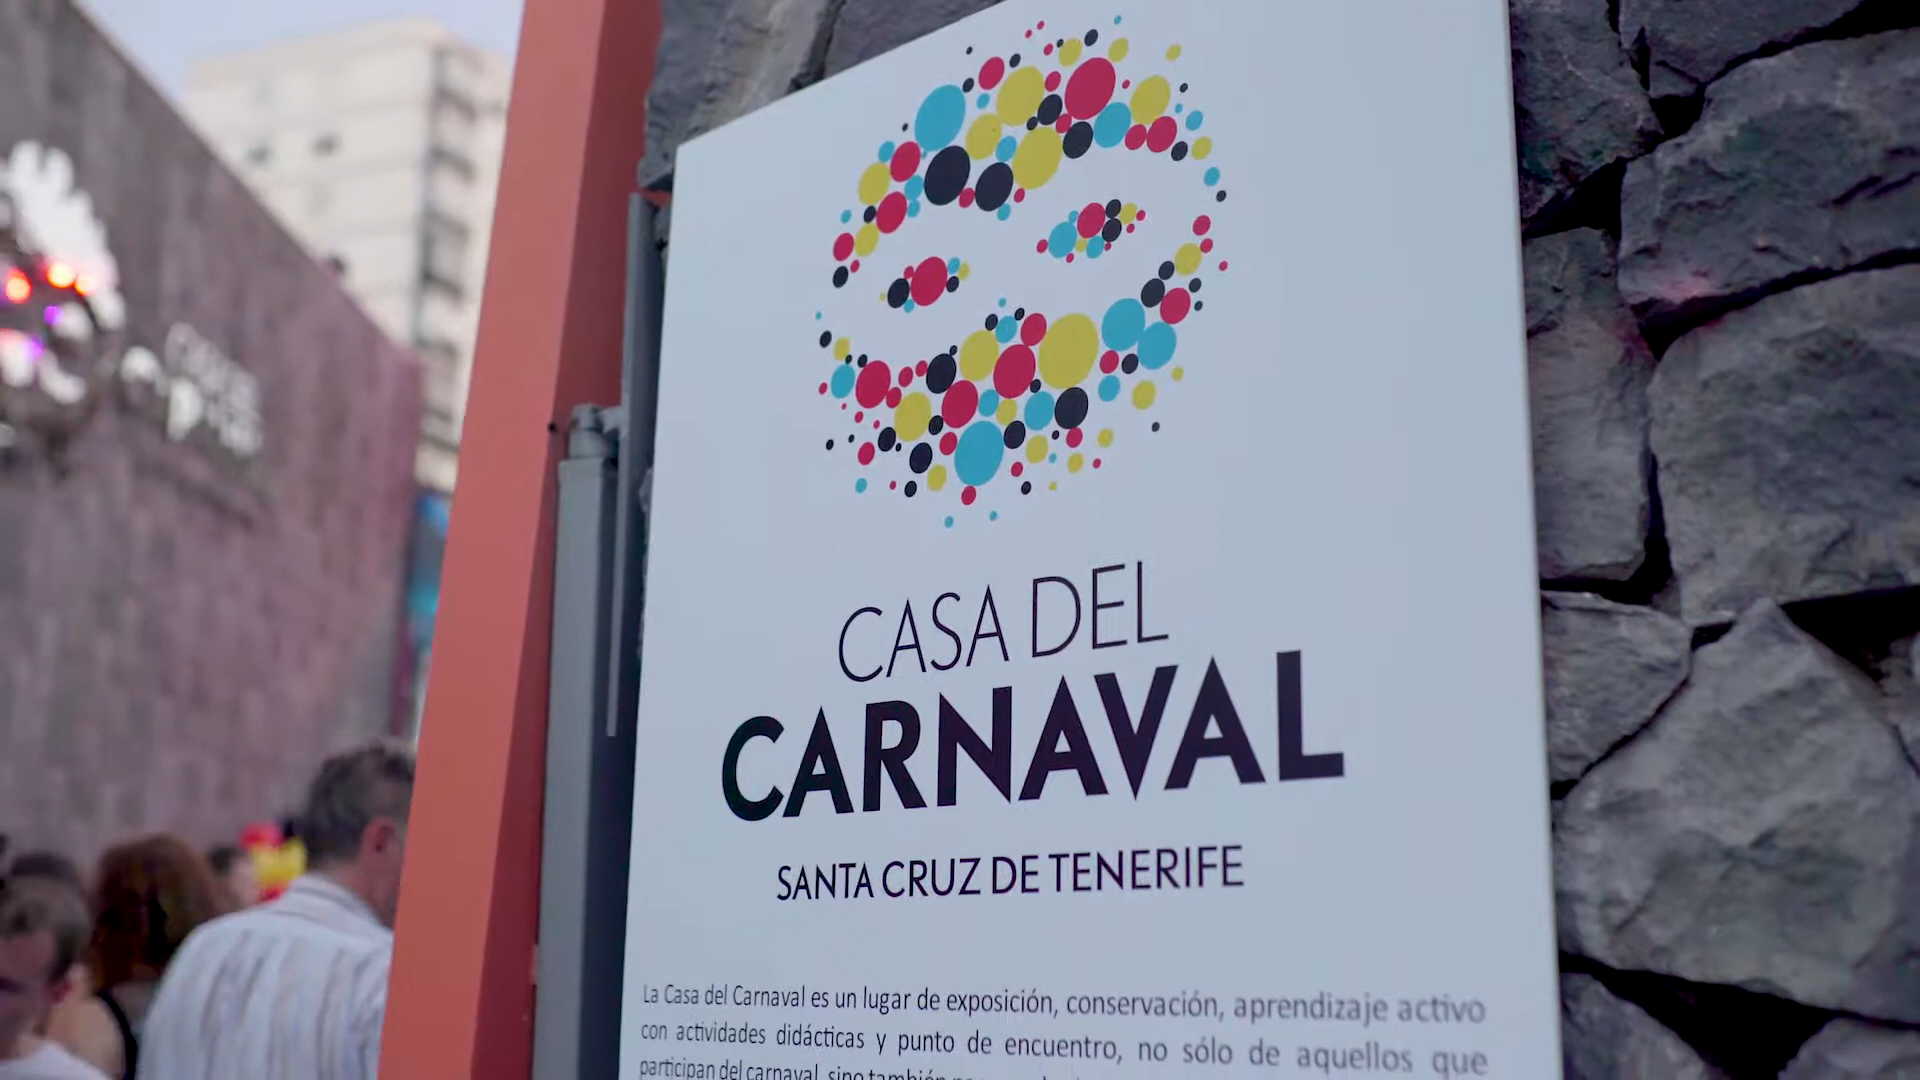 CASA DEL
CARNAVAL
SANTA CRUZ DE TENERIFE
La Casa del Carnaval es un lugar de exposición, conservación, aprendizaje activo
con actividades didácticas y punto de encuentro, no sólo de aquellos que
participan del carnaval, sino también